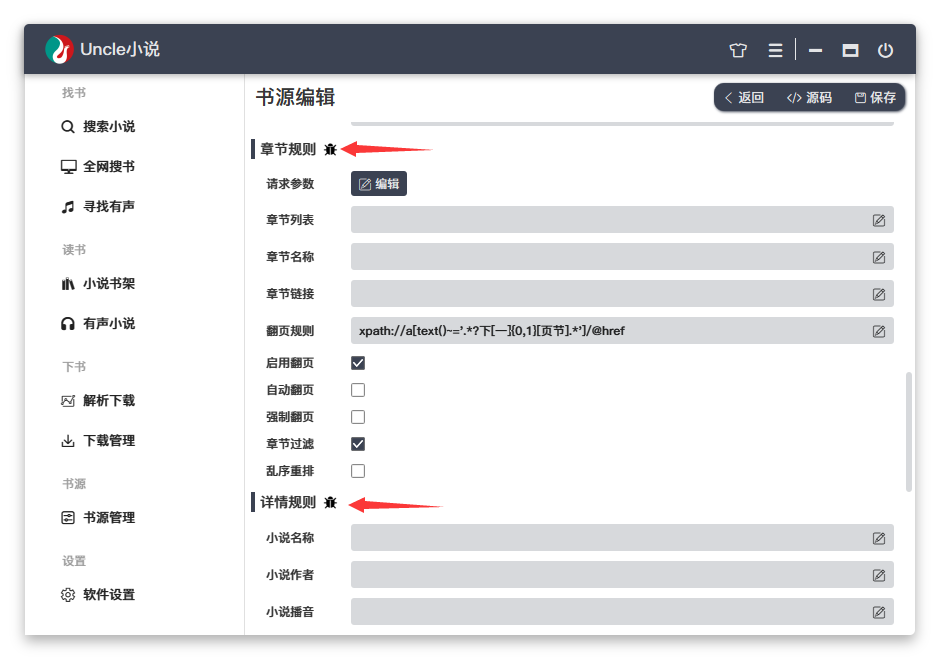 Uncle小说
找书
搜索小说
全网搜书
寻找有声
读书
小说书架
有声小说
下书
解析下载
下载管理
书源
书源管理
设置
软件设置
书源编辑
返回
源码
保存
章节规则
请求参数
编辑
章节列表
章节名称
章节链接
翻页规则
xpath://a[text()~='.*?下[一]{0,1}[页节].*']/@href
启用翻页
自动翻页
强制翻页
章节过滤
乱序重排
详情规则
小说名称
小说作者
小说播音